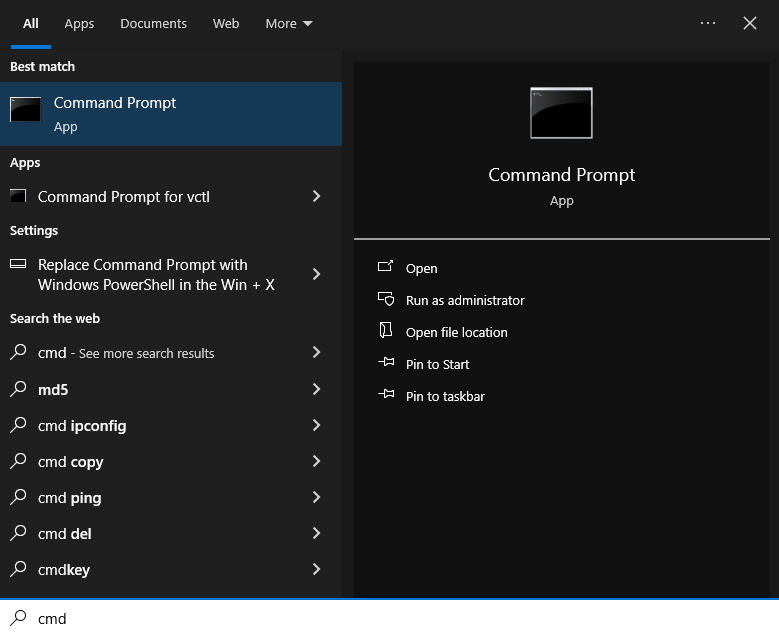 All Apps Documents Web More ···
Best match
Command Prompt
App
Apps
Command Prompt for vctl
Settings
Replace Command Prompt with
Windows PowerShell in the Win + X
Search the web
cmd - See more search results
md5
cmd ipconfig
cmd copy
cmd ping
cmd del
cmdkey
Command Prompt
App
Open
Run as administrator
Open file location
Pin to Start
Pin to taskbar
cmd